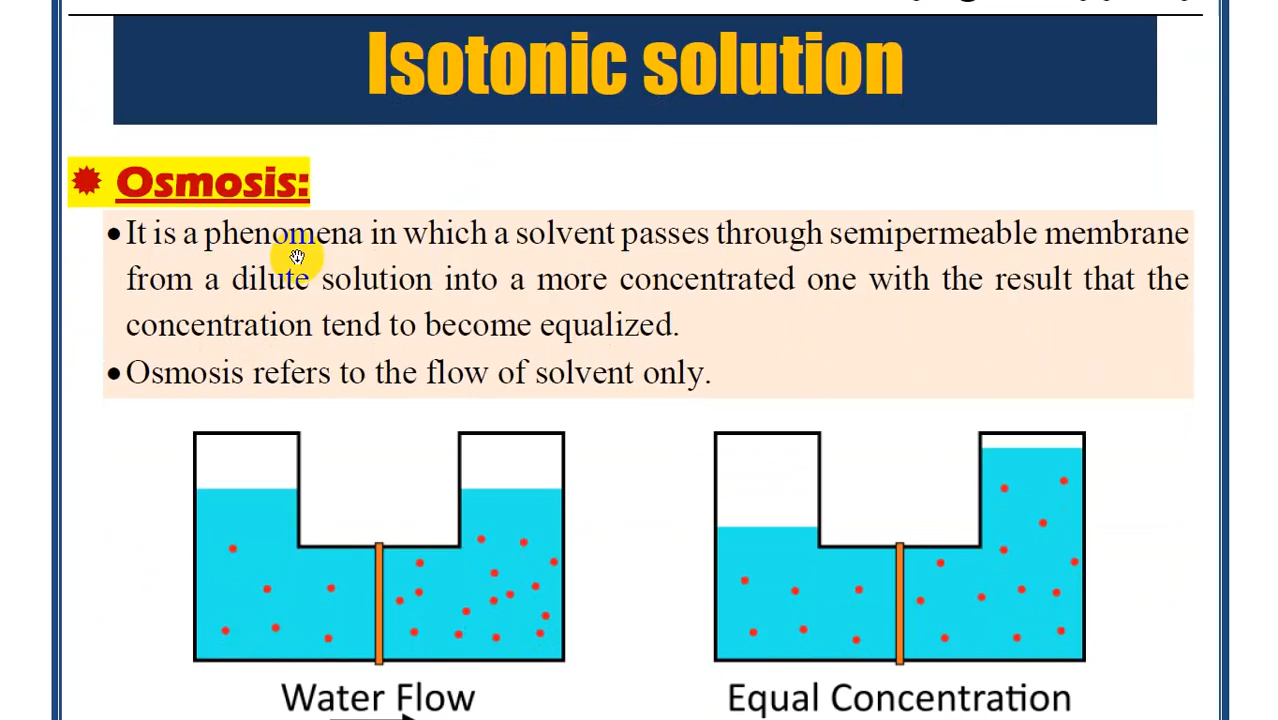 Isotonic solution
Osmosis:
• It is a phenomena in which a solvent passes through semipermeable membrane
from a dilute solution into a more concentrated one with the result that the
concentration tend to become equalized.
• Osmosis refers to the flow of solvent only.
Water Flow
Equal Concentration